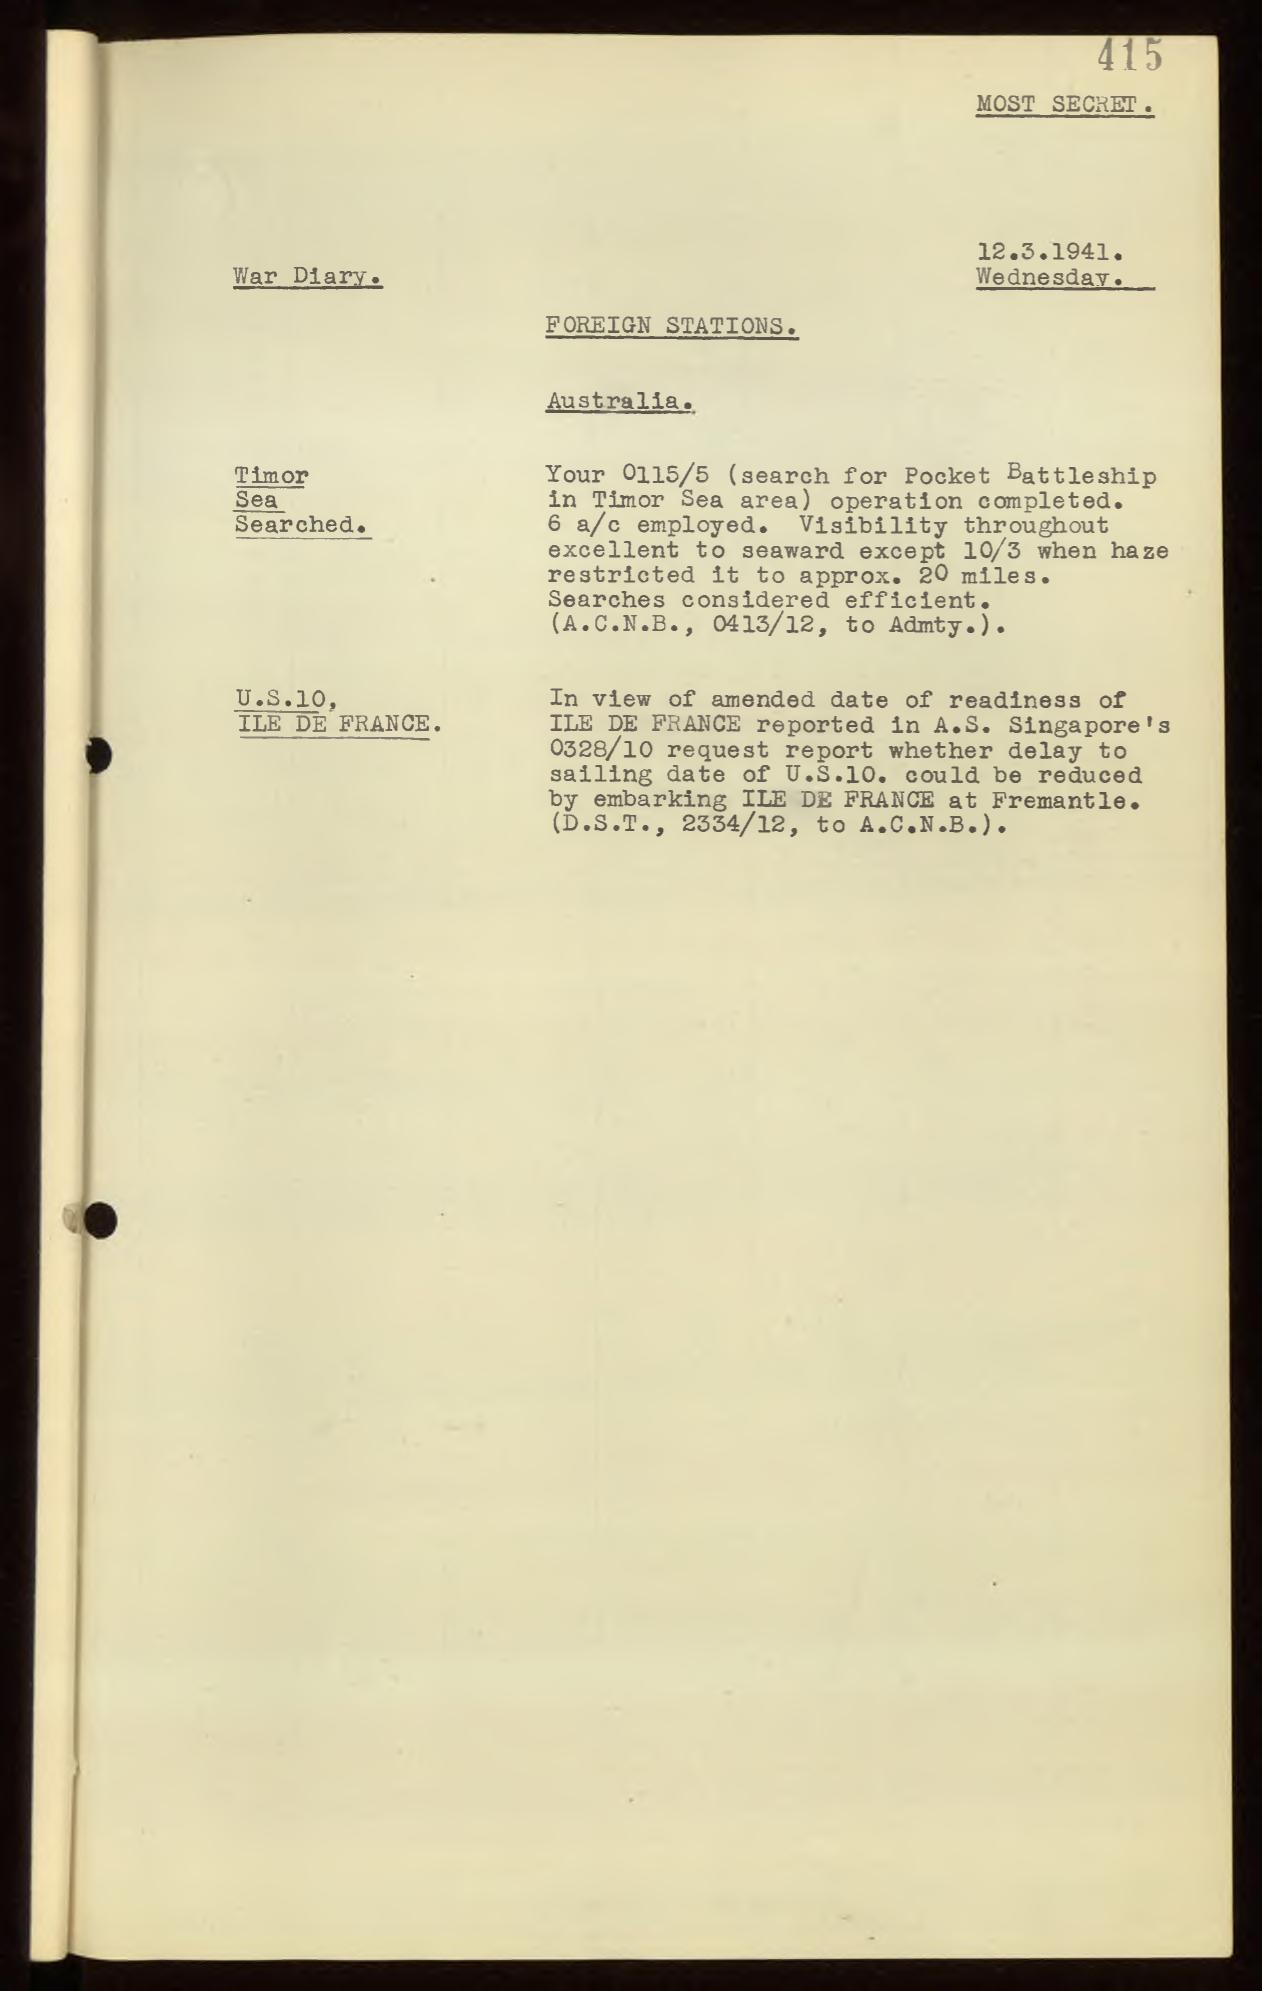 415
MOST SECRET.
12.3.1941.
War Diary.
Wednesday.
FOREIGN STATIONS.
Australia.
Timor
Sea
Searched.
Your 0115/5 (search for Pocket Battleship
in Timor Sea area) operation completed.
6 a/c employed. Visibility throughout
excellent to seaward except 10/3 when haze
restricted it to approx. 20 miles.
Searches considered efficient.
(A.C.N.B., 0413/12, to Admty.).
U.S.10,
ILE DE FRANCE.
In view of amended date of readiness of
ILE DE FRANCE reported in A.S. Singapore's
0328/10 request report whether delay to
sailing date of U.S.10. could be reduced
by embarking ILE DE FRANCE at Fremantle.
(D.S.T., 2334/12, to A.C.N.B.).